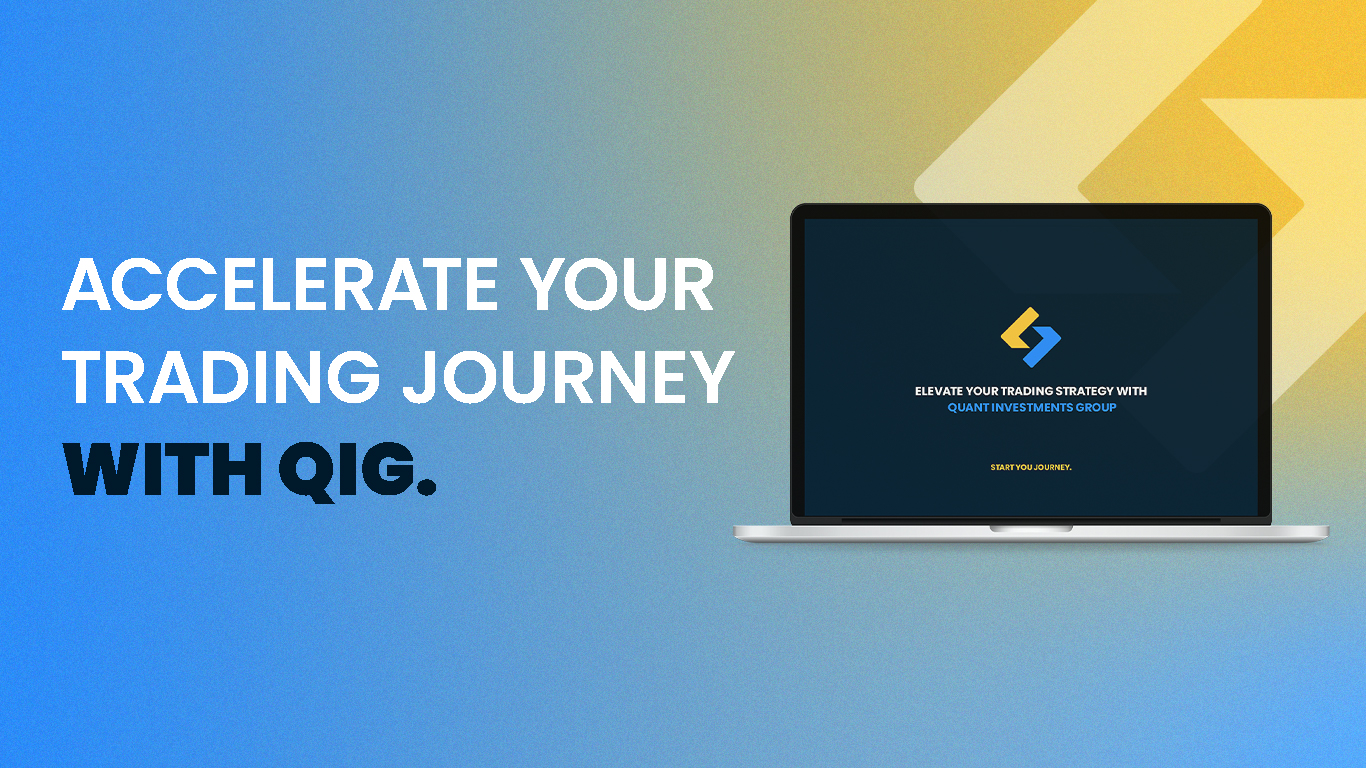 ACCELERATE YOUR
TRADING JOURNEY
WITH QIG.
ELEVATE YOUR TRADING STRATEGY WITH
QUANT INVESTMENTS GROUP
START YOU JOURNEY.